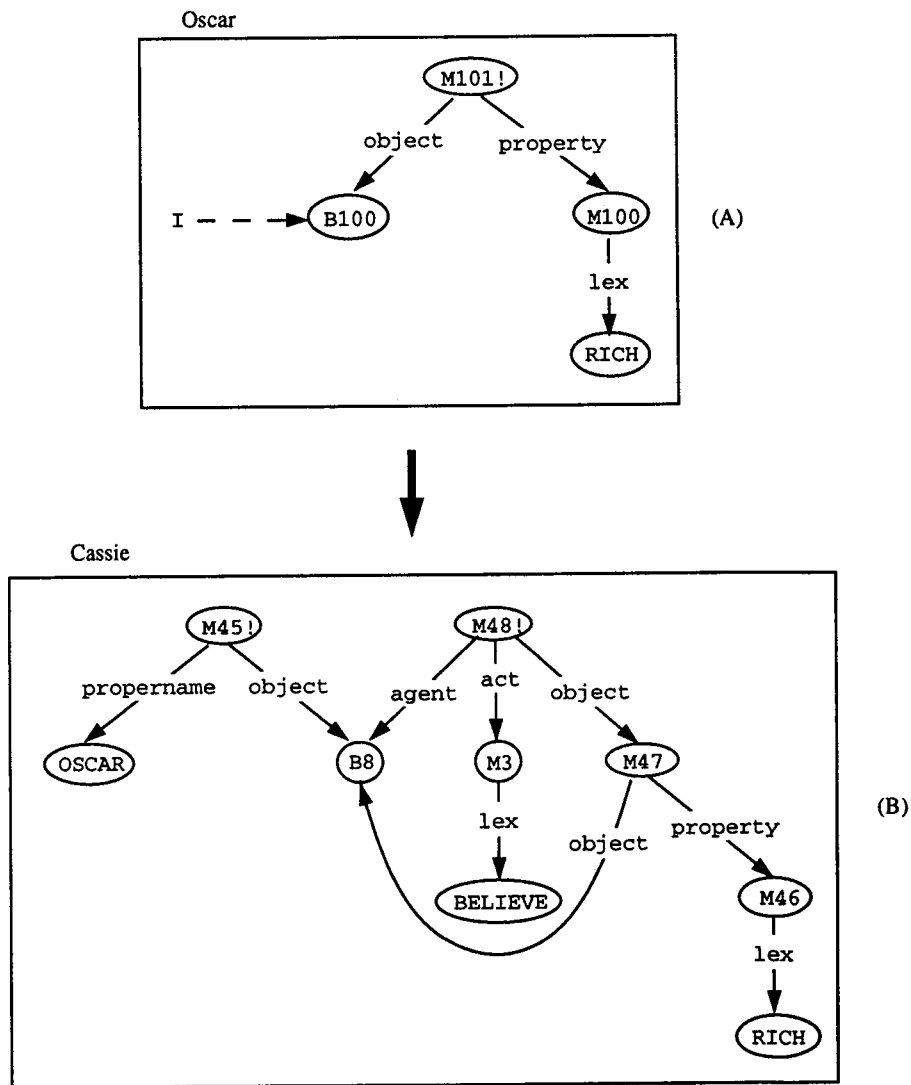 Oscar
M101!
object property
I B100 M100 (A)
lex
RICH
Cassie
M45! M48!
propername object agent act object
OSCAR B8 M3 M47
(B)
lex object property
BELIEVE M46
lex
RICH